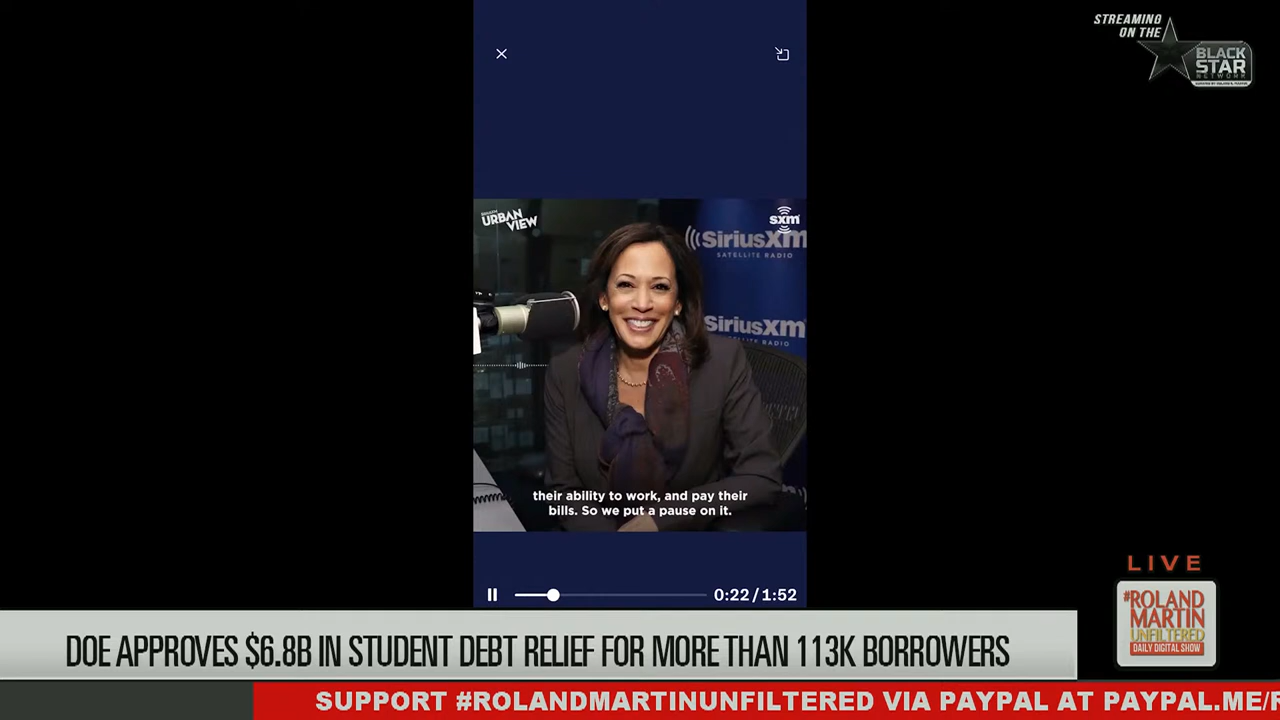 STREAMING
ON THE
BLACK
STAR
NETWORK
URBAN
VIEW
sxm
SiriusXM
SATELLITE RADIO
SiriusXM
their ability to work, and pay their
bills. So we put a pause on it.
0:22/1:52
LIVE
#ROLAND
MARTIN
UNFILTERED
DAILY DIGITAL SHOW
DOE APPROVES $6.8B IN STUDENT DEBT RELIEF FOR MORE THAN 113K BORROWERS
SUPPORT #ROLANDMARTINUNFILTERED VIA PAYPAL AT PAYPAL.ME/R